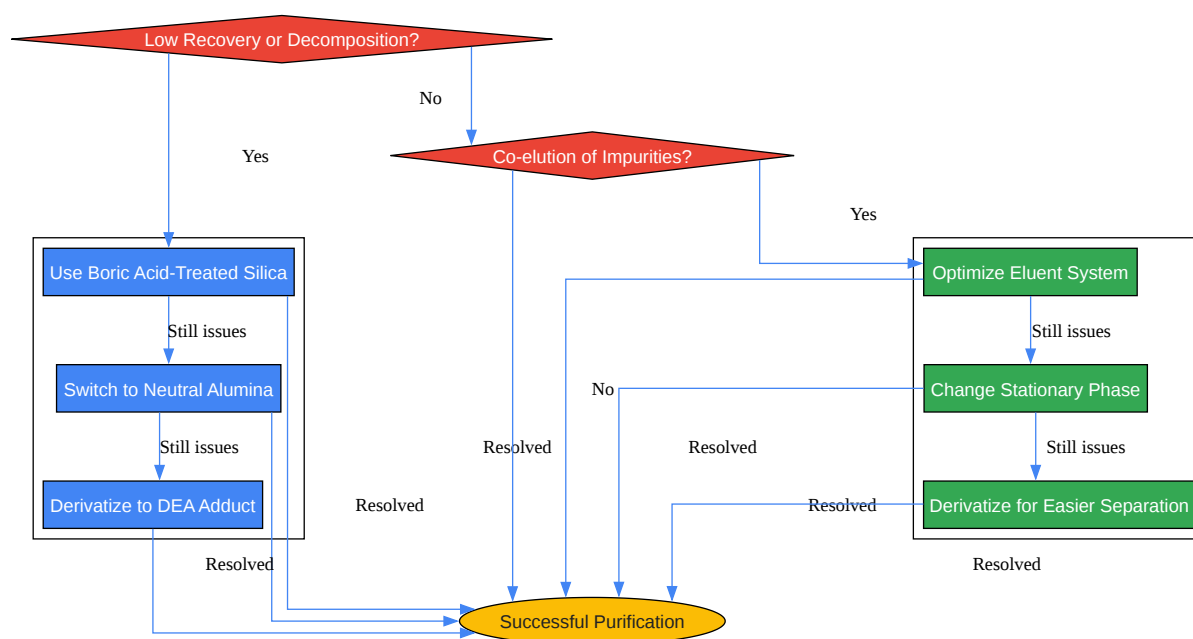 Low Recovery or Decomposition?
No
Yes
Co-elution of Impurities?
Yes
Use Boric Acid-Treated Silica
Optimize Eluent System
Still issues
Still issues
Switch to Neutral Alumina
No
Change Stationary Phase
Still issues
Resolved
Resolved
Still issues
Derivatize to DEA Adduct
Resolved
Resolved
Derivatize for Easier Separation
Resolved
Resolved
Successful Purification